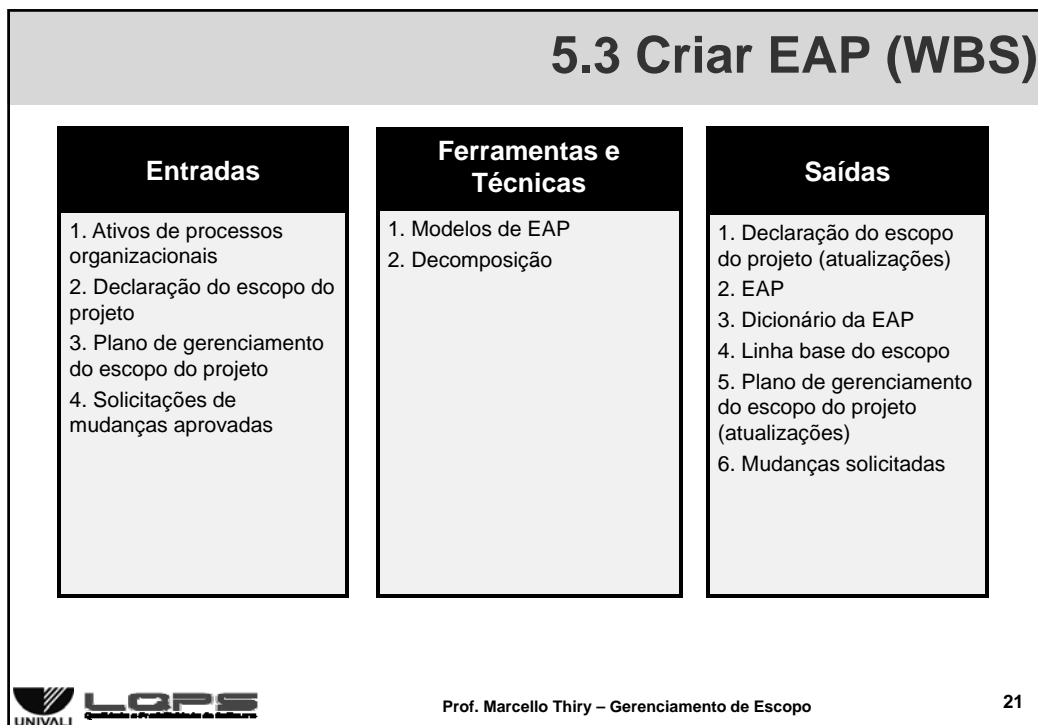 5.3 Criar EAP (WBS)
Entradas
1. Ativos de processos
organizacionais
2. Declaração do escopo do
projeto
3. Plano de gerenciamento
do escopo do projeto
4. Solicitações de
mudanças aprovadas
Ferramentas e
Técnicas
1. Modelos de EAP
2. Decomposição
Saídas
1. Declaração do escopo
do projeto (atualizações)
2. EAP
3. Dicionário da EAP
4. Linha base do escopo
5. Plano de gerenciamento
do escopo do projeto
(atualizações)
6. Mudanças solicitadas
UNIVALI
LQPS
Prof. Marcello Thiry – Gerenciamento de Escopo
21